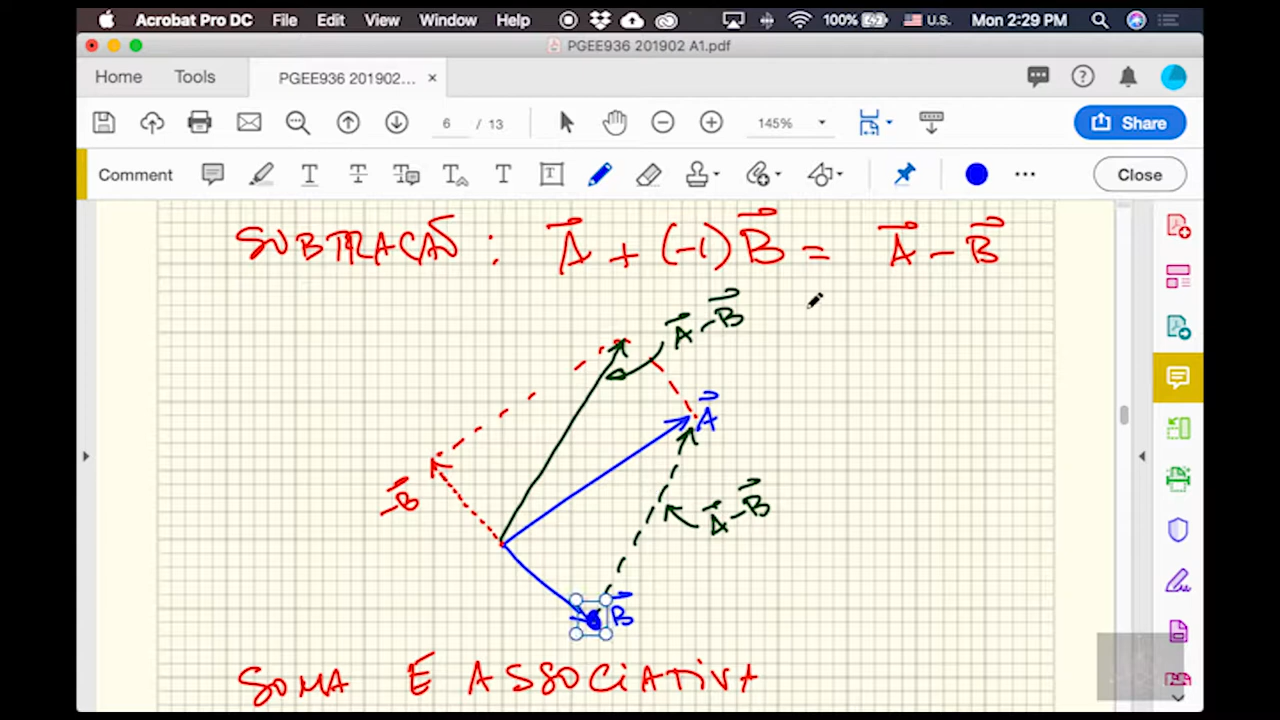 Acrobat Pro DC File Edit View Window Help 100% U.S. Mon 2:29 PM
PGEE936 201902 A1.pdf
Home Tools PGEE936 201902... ×
6 / 13 145% Share
Comment Close
SUBTRAÇÃO: A⃗ + (-1)B⃗ = A⃗ - B⃗
A⃗-B⃗
A⃗
-B⃗
A⃗-B⃗
B⃗
SOMA É ASSOCIATIVA